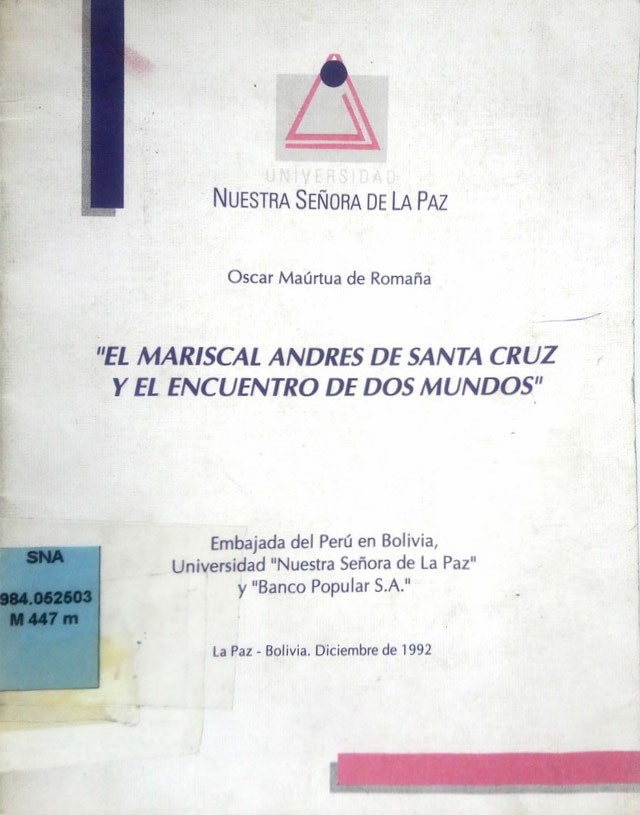 UNIVERSIDAD
NUESTRA SEÑORA DE LA PAZ
Oscar Maúrtua de Romaña
"EL MARISCAL ANDRES DE SANTA CRUZ
Y EL ENCUENTRO DE DOS MUNDOS"
Embajada del Perú en Bolivia,
Universidad "Nuestra Señora de La Paz"
y "Banco Popular S.A."
SNA
984.052503
M 447 m
La Paz - Bolivia. Diciembre de 1992